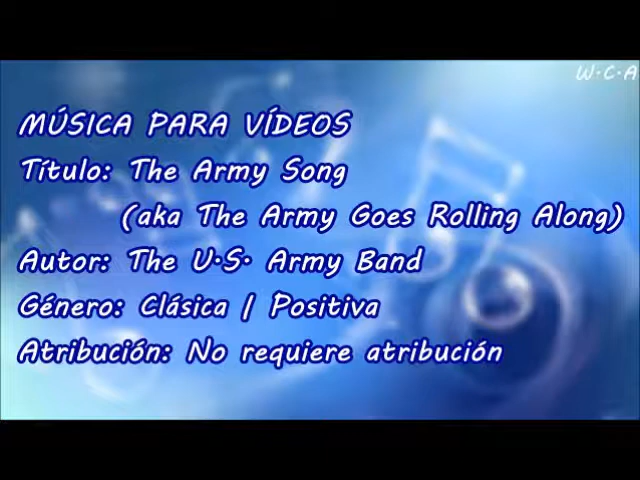 W.C.A
MÚSICA PARA VÍDEOS
Título: The Army Song
(aka The Army Goes Rolling Along)
Autor: The U.S. Army Band
Género: Clásica | Positiva
Atribución: No requiere atribución